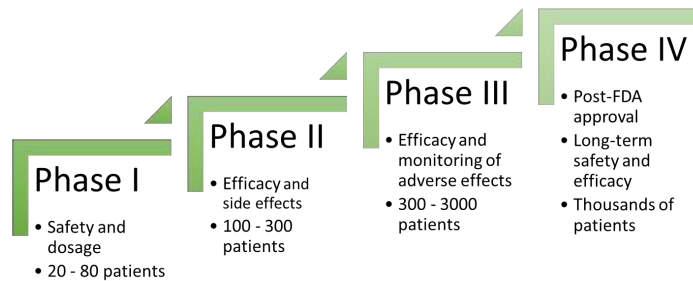 Phase I
• Safety and
dosage
• 20 - 80 patients
Phase II
• Efficacy and
side effects
• 100 - 300
patients
Phase III
• Efficacy and
monitoring of
adverse effects
• 300 - 3000
patients
Phase IV
• Post-FDA
approval
• Long-term
safety and
efficacy
• Thousands of
patients